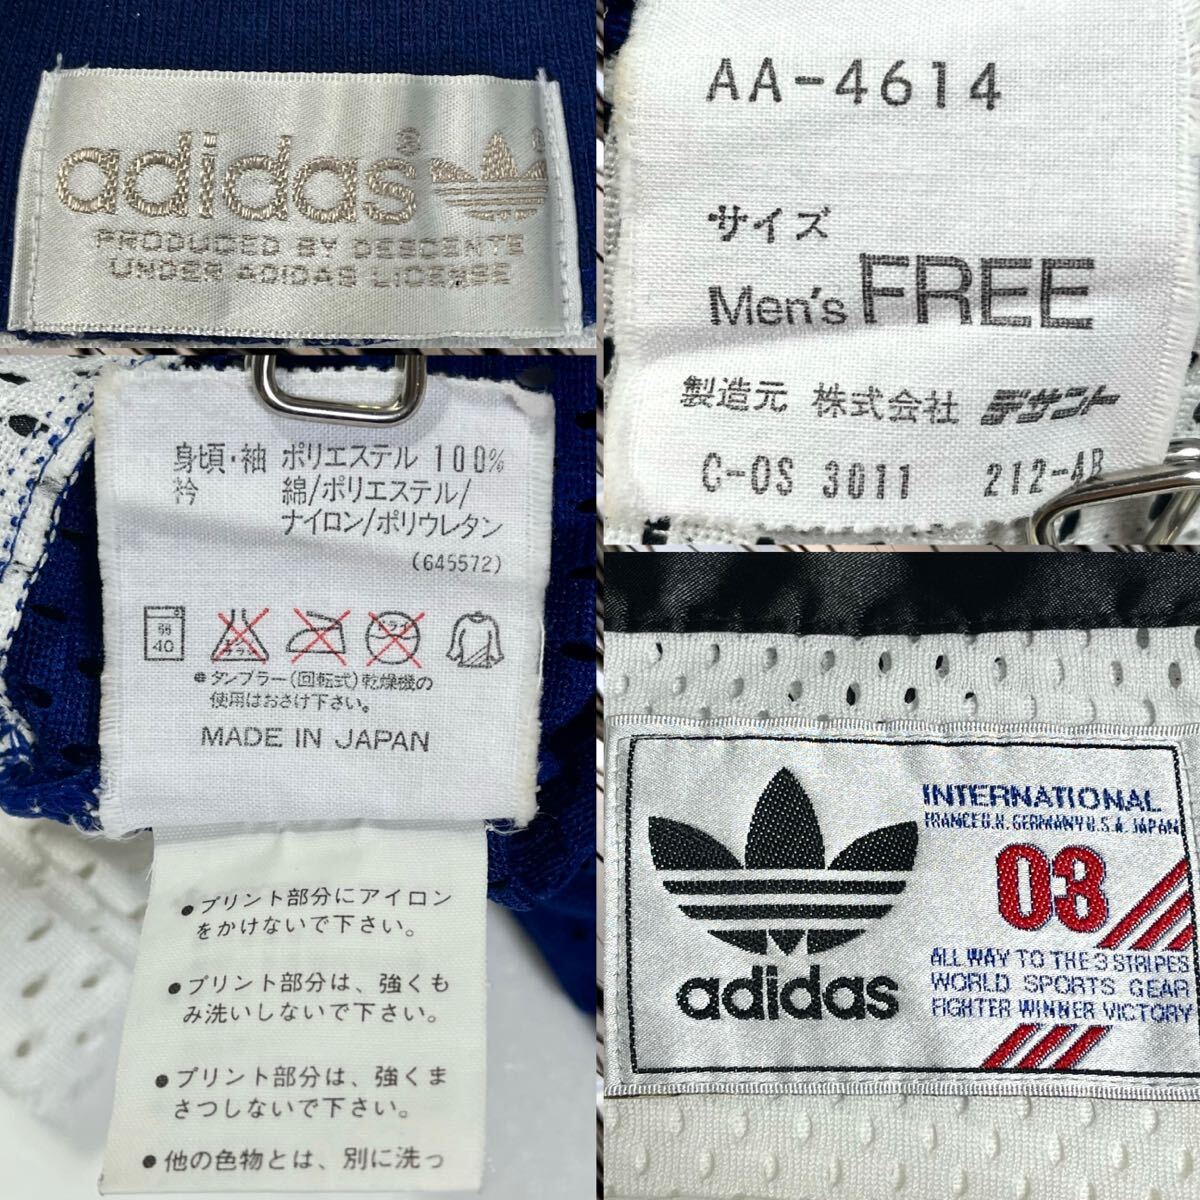 adidas®
PRODUCED BY DESCENTE
UNDER ADIDAS LICENSE
AA-4614
サイズ
Men's FREE
製造元 株式会社 デサント
C-OS 3011 212-4B
身頃・袖 ポリエステル 100%
衿 綿/ポリエステル/
ナイロン/ポリウレタン
(645572)
40
ドライ
●タンブラー(回転式)乾燥機の
使用はおさけ下さい。
MADE IN JAPAN
●プリント部分にアイロン
をかけないで下さい。
●プリント部分は、強くも
み洗いしないで下さい。
●プリント部分は、強くま
さつしないで下さい。
●他の色物とは、別に洗っ
adidas
INTERNATIONAL
FRANCE U.K. GERMANY U.S.A. JAPAN
03
ALL WAY TO THE 3 STRIPES
WORLD SPORTS GEAR
FIGHTER WINNER VICTORY